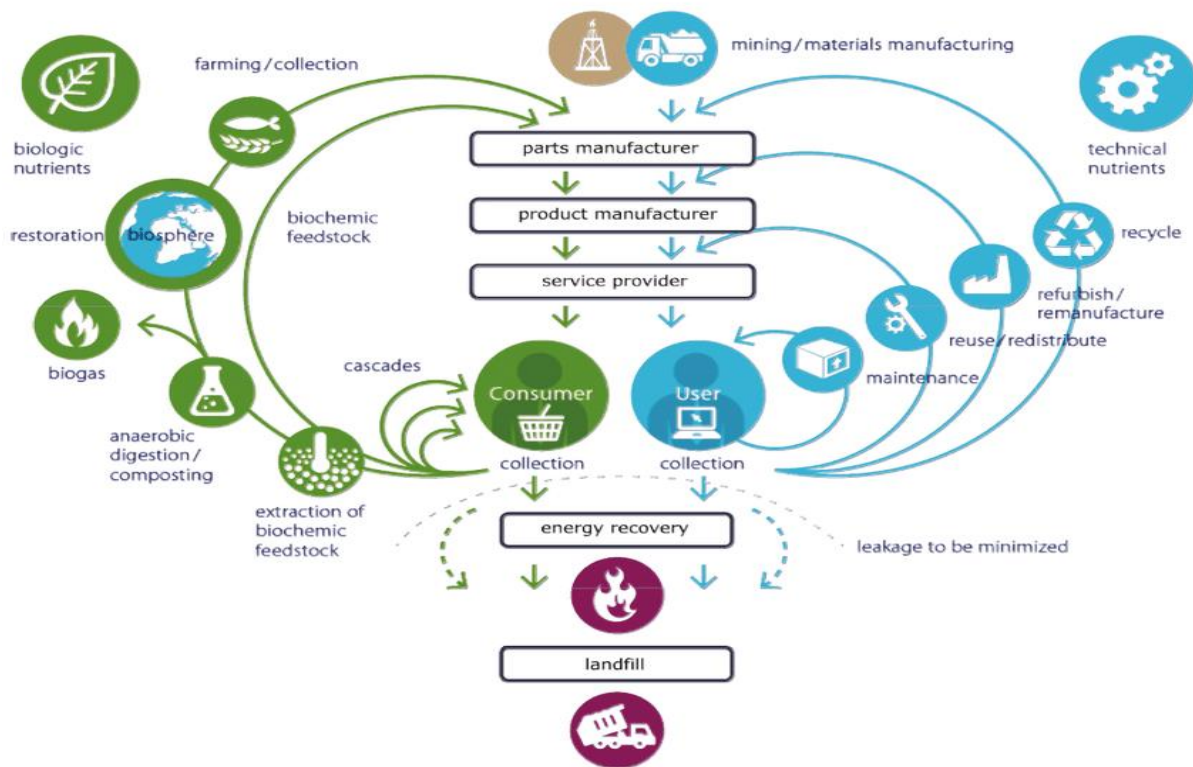 mining/materials manufacturing
farming/collection
biologic
nutrients
technical
nutrients
parts manufacturer
product manufacturer
service provider
biochemic
feedstock
restoration
biosphere
recycle
refurbish/
remanufacture
reuse/redistribute
maintenance
biogas
cascades
Consumer
User
anaerobic
digestion/
composting
collection
collection
extraction of
biochemic
feedstock
energy recovery
leakage to be minimized
landfill